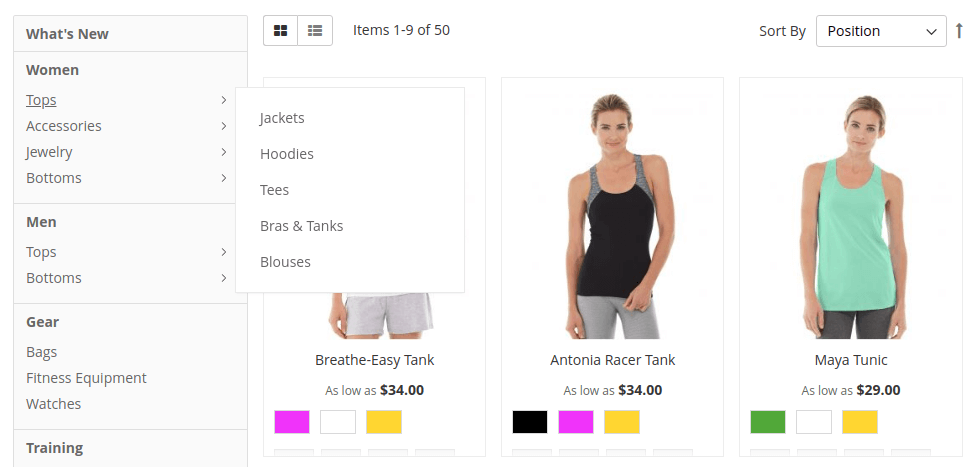 What's New
Women
Tops
Accessories
Jewelry
Bottoms
Men
Tops
Bottoms
Gear
Bags
Fitness Equipment
Watches
Training
Jackets
Hoodies
Tees
Bras & Tanks
Blouses
Items 1-9 of 50
Sort By Position
Breathe-Easy Tank
As low as $34.00
Antonia Racer Tank
As low as $34.00
Maya Tunic
As low as $29.00